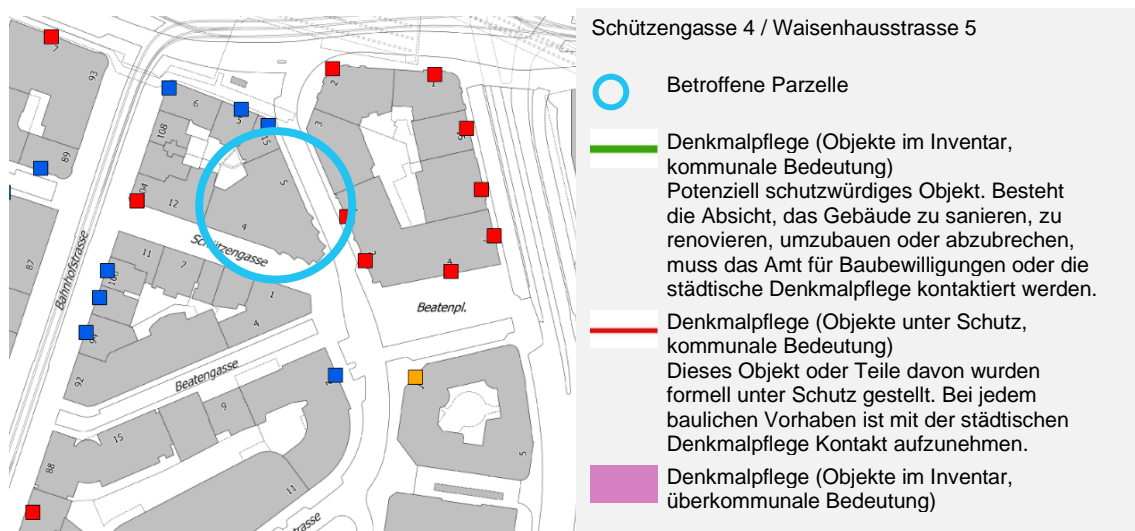 Schützengasse 4 / Waisenhausstrasse 5
Betroffene Parzelle
Denkmalpflege (Objekte im Inventar,
kommunale Bedeutung)
Potenziell schutzwürdiges Objekt. Besteht
die Absicht, das Gebäude zu sanieren, zu
renovieren, umzubauen oder abzubrechen,
muss das Amt für Baubewilligungen oder die
städtische Denkmalpflege kontaktiert werden.
Denkmalpflege (Objekte unter Schutz,
kommunale Bedeutung)
Dieses Objekt oder Teile davon wurden
formell unter Schutz gestellt. Bei jedem
baulichen Vorhaben ist mit der städtischen
Denkmalpflege Kontakt aufzunehmen.
Denkmalpflege (Objekte im Inventar,
überkommunale Bedeutung)
7
93
6
108
2
3
89
5
12
4
Schützengasse
11
7
1
87
Bahnhofstrasse
Beatenpl.
4
92
Beatengasse
9
15
88
11
5